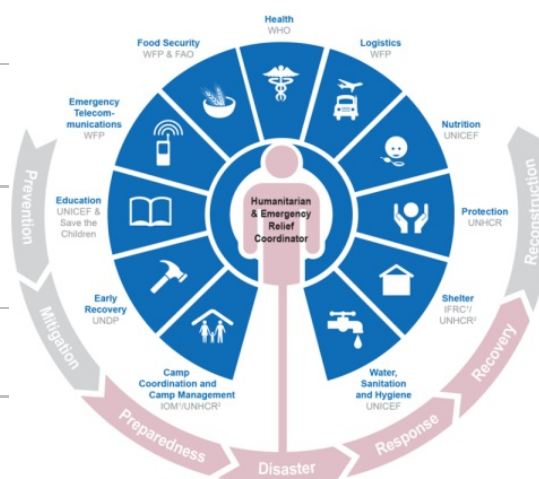 Health
WHO
Logistics
WFP
Nutrition
UNICEF
Protection
UNHCR
Shelter
IFRC¹/
UNHCR²
Water,
Sanitation
and Hygiene
UNICEF
Camp
Coordination and
Camp Management
IOM¹/UNHCR²
Early
Recovery
UNDP
Education
UNICEF &
Save the
Children
Emergency
Telecom-
munications
WFP
Food Security
WFP & FAO
Humanitarian
& Emergency
Relief
Coordinator
Prevention
Mitigation
Preparedness
Disaster
Response
Recovery
Reconstruction